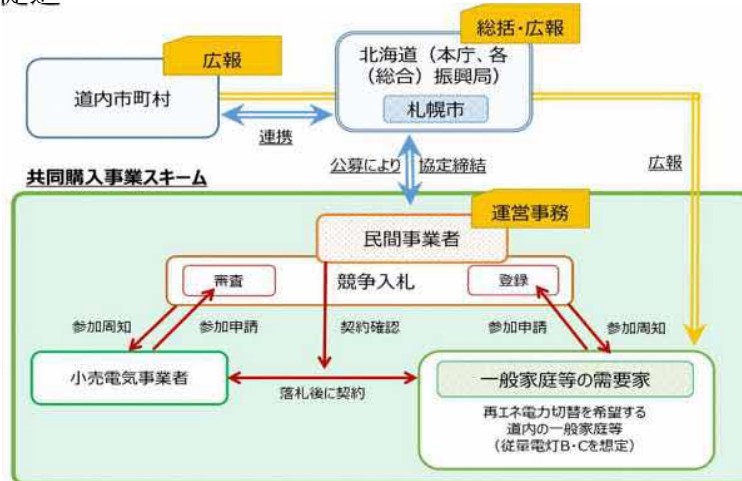 促進
総括・広報
広報
北海道（本庁、各
（総合）振興局）
道内市町村
札幌市
連携
公募により 協定締結
広報
共同購入事業スキーム
運営事務
民間事業者
審査
競争入札
登録
参加周知
参加申請
契約確認
参加申請
参加周知
小売電気事業者
一般家庭等の需要家
落札後に契約
再エネ電力切替を希望する
道内の一般家庭等
（従量電灯B・Cを想定）